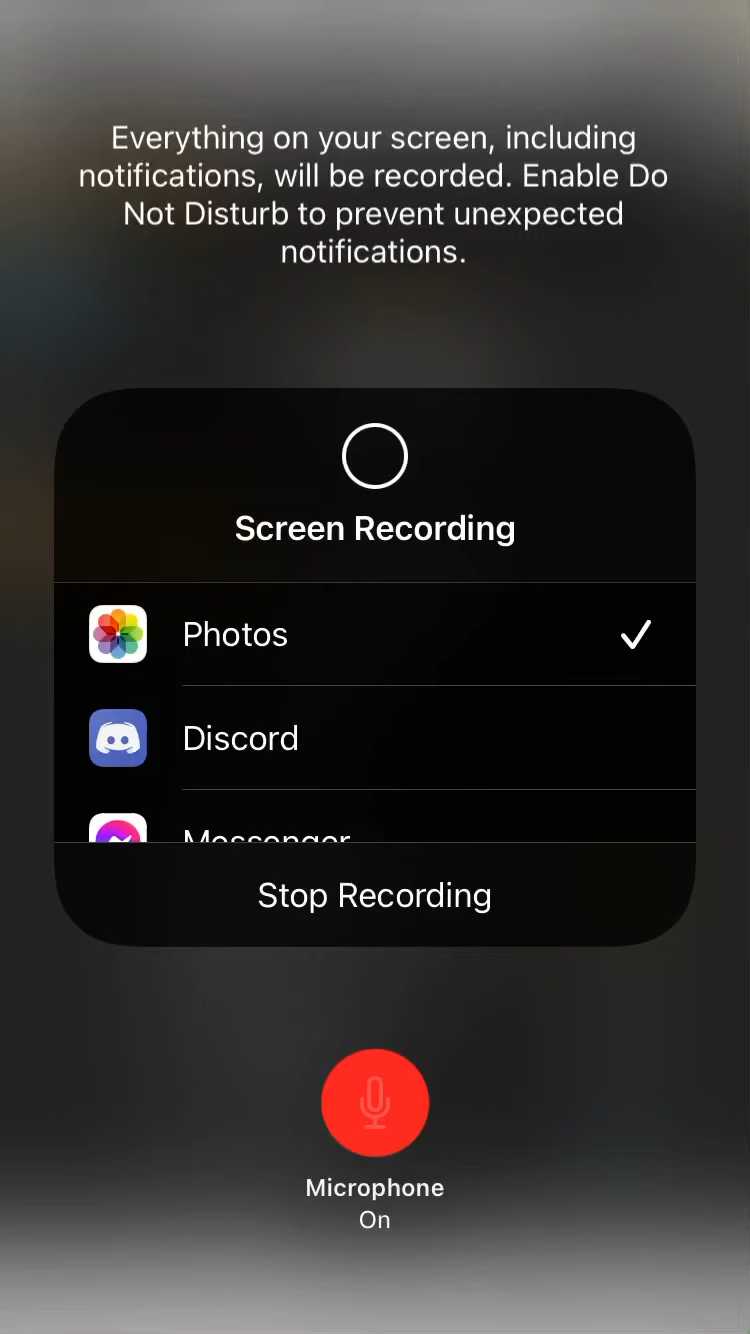 Everything on your screen, including
notifications, will be recorded. Enable Do
Not Disturb to prevent unexpected
notifications.
Screen Recording
Photos
Discord
Messenger
Stop Recording
Microphone
On